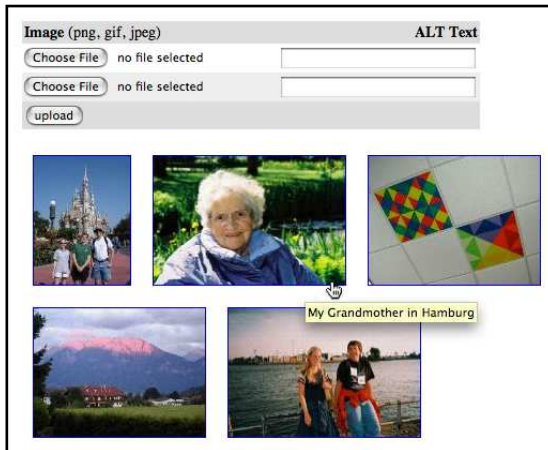 Image (png, gif, jpeg) ALT Text
Choose File no file selected
Choose File no file selected
upload
My Grandmother in Hamburg